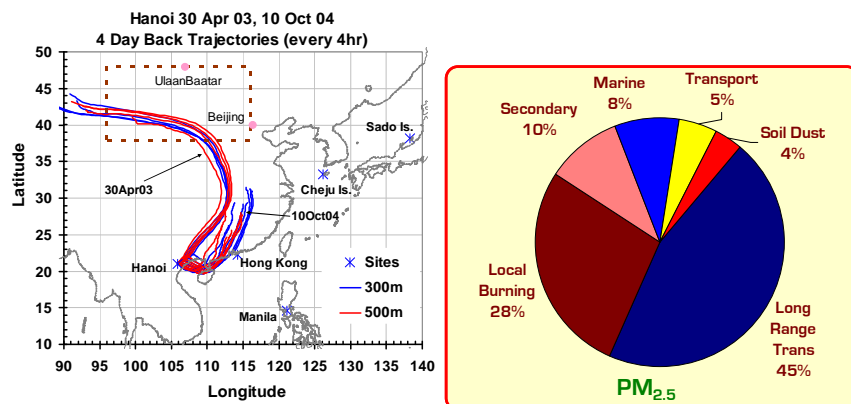 Hanoi 30 Apr 03, 10 Oct 04
4 Day Back Trajectories (every 4hr)
50
45
40
35
30
25
20
15
10
Latitude
UlaanBaatar
Beijing
Sado Is.
30Apr03
Cheju Is.
10Oct04
Hanoi
Hong Kong
Manila
Sites
300m
500m
90 95 100 105 110 115 120 125 130 135 140
Longitude
Marine
8%
Transport
5%
Secondary
10%
Soil Dust
4%
Local
Burning
28%
Long
Range
Trans
45%
PM2.5